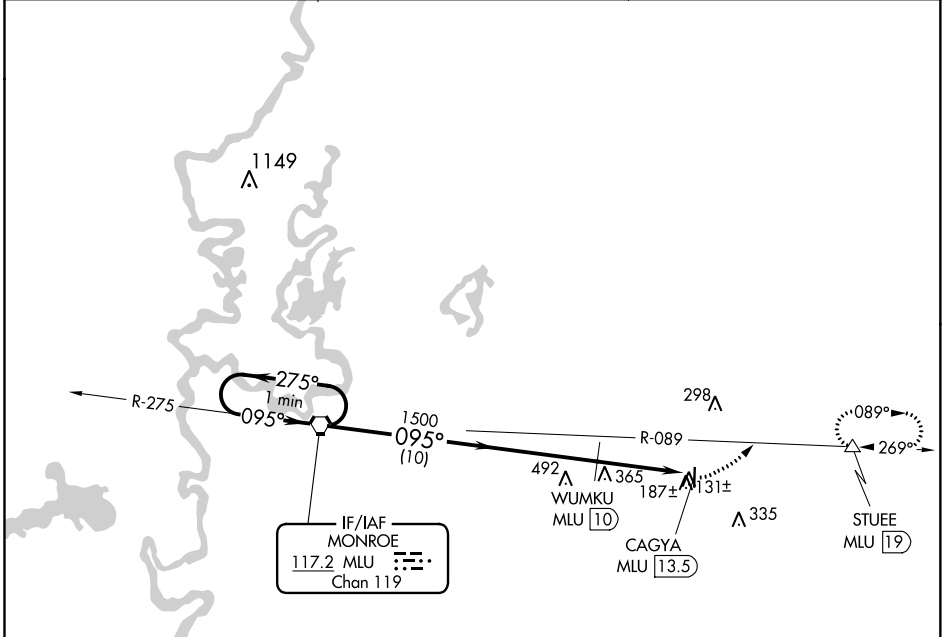 1149
275°
1 min
R-275
095°
1500
095°
(10)
R-089
298
089°
269°
492
365
187±
131±
WUMKU
MLU 10
335
STUEE
MLU 19
CAGYA
MLU 13.5
IF/IAF
MONROE
117.2 MLU
Chan 119